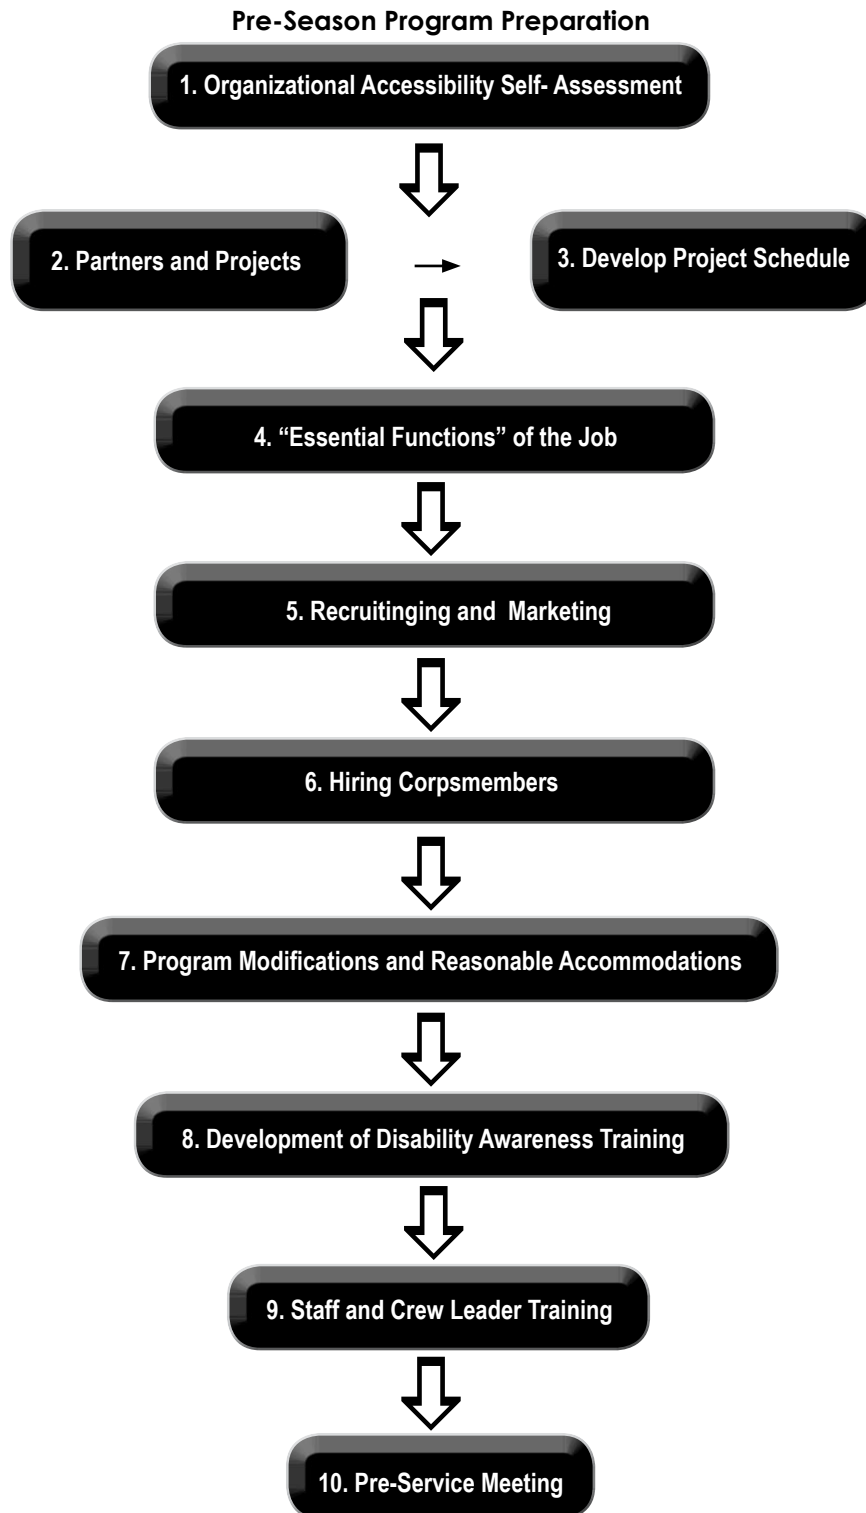 Pre-Season Program Preparation
1. Organizational Accessibility Self- Assessment
2. Partners and Projects
3. Develop Project Schedule
4. “Essential Functions” of the Job
5. Recruitinging and  Marketing
6. Hiring Corpsmembers
7. Program Modifications and Reasonable Accommodations
8. Development of Disability Awareness Training
9. Staff and Crew Leader Training
10. Pre-Service Meeting